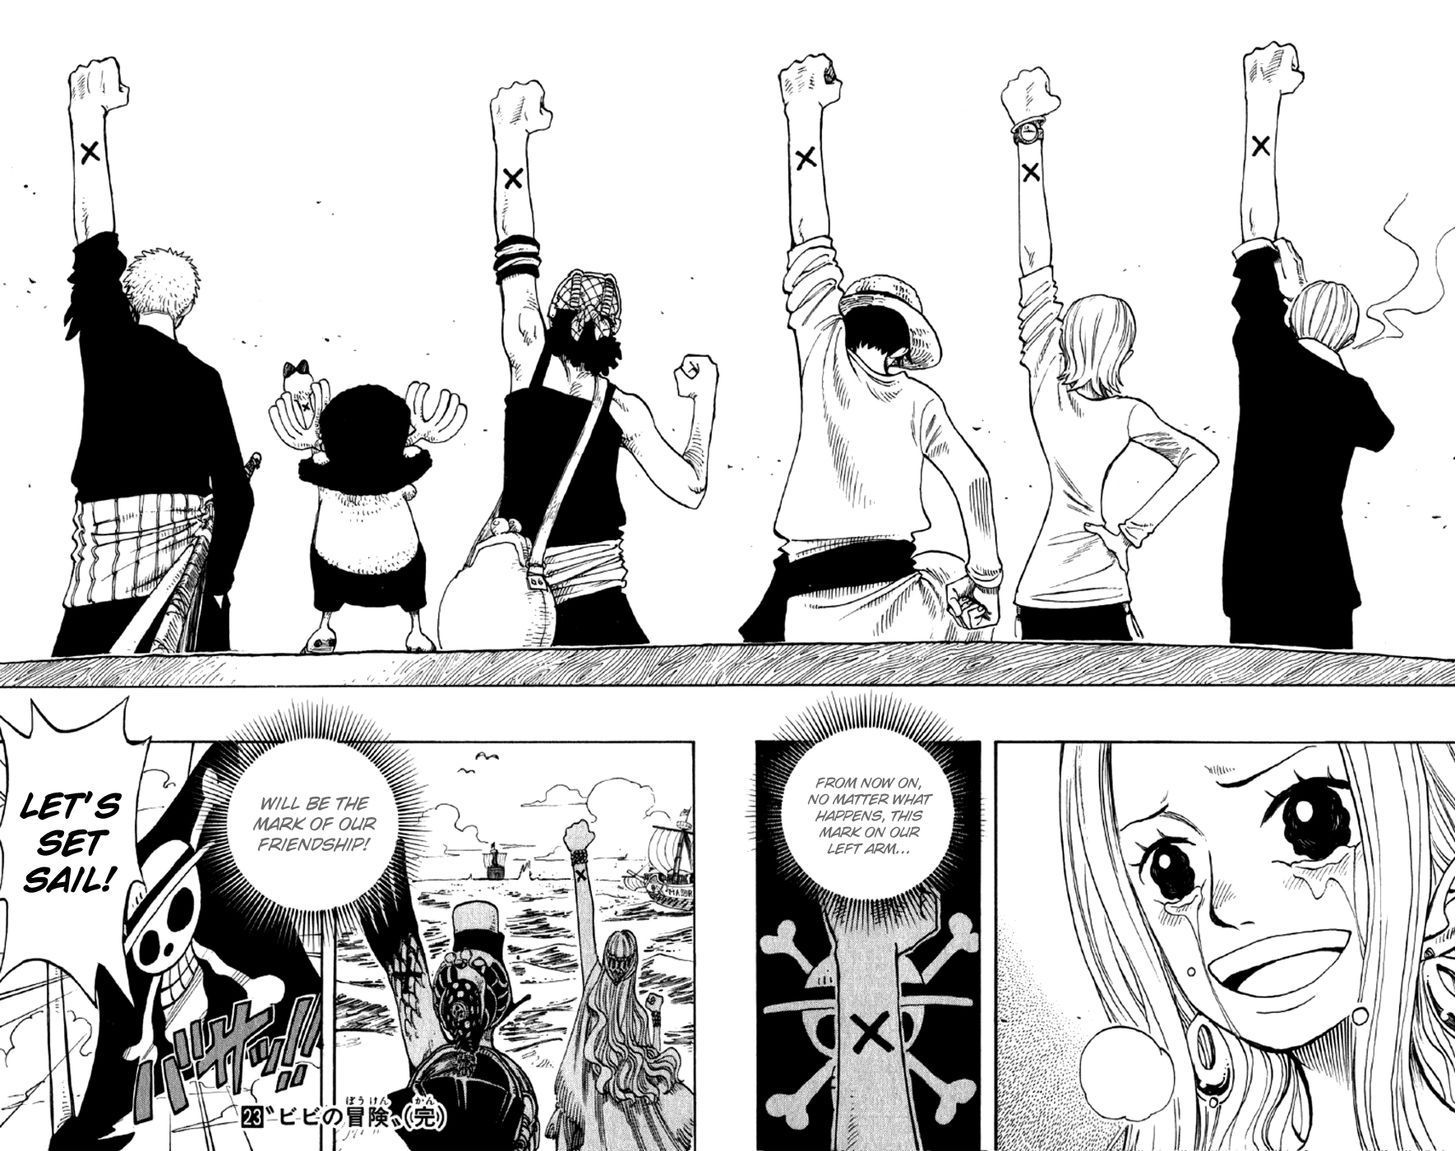 FROM NOW ON,
NO MATTER WHAT
HAPPENS, THIS
MARK ON OUR
LEFT ARM...
WILL BE THE
MARK OF OUR
FRIENDSHIP!
LET'S
SET
SAIL!
バサッ!!
ぼうけん かん
23 〝ビビの冒険〟(完)